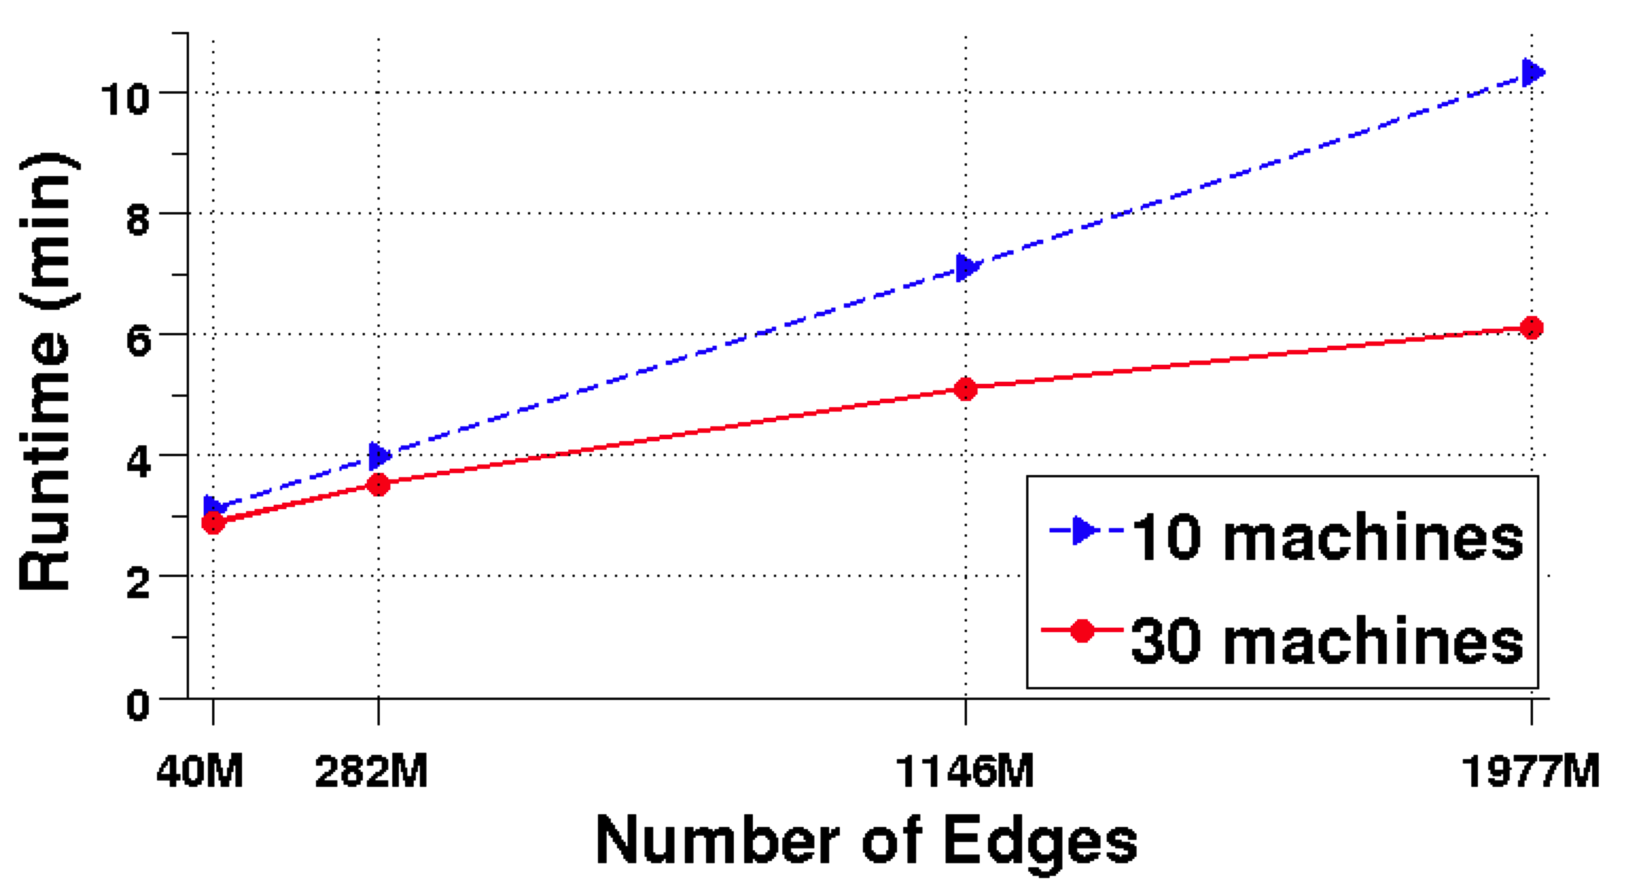 Runtime (min)
10
8
6
4
2
0
10 machines
30 machines
40M 282M 1146M 1977M
Number of Edges